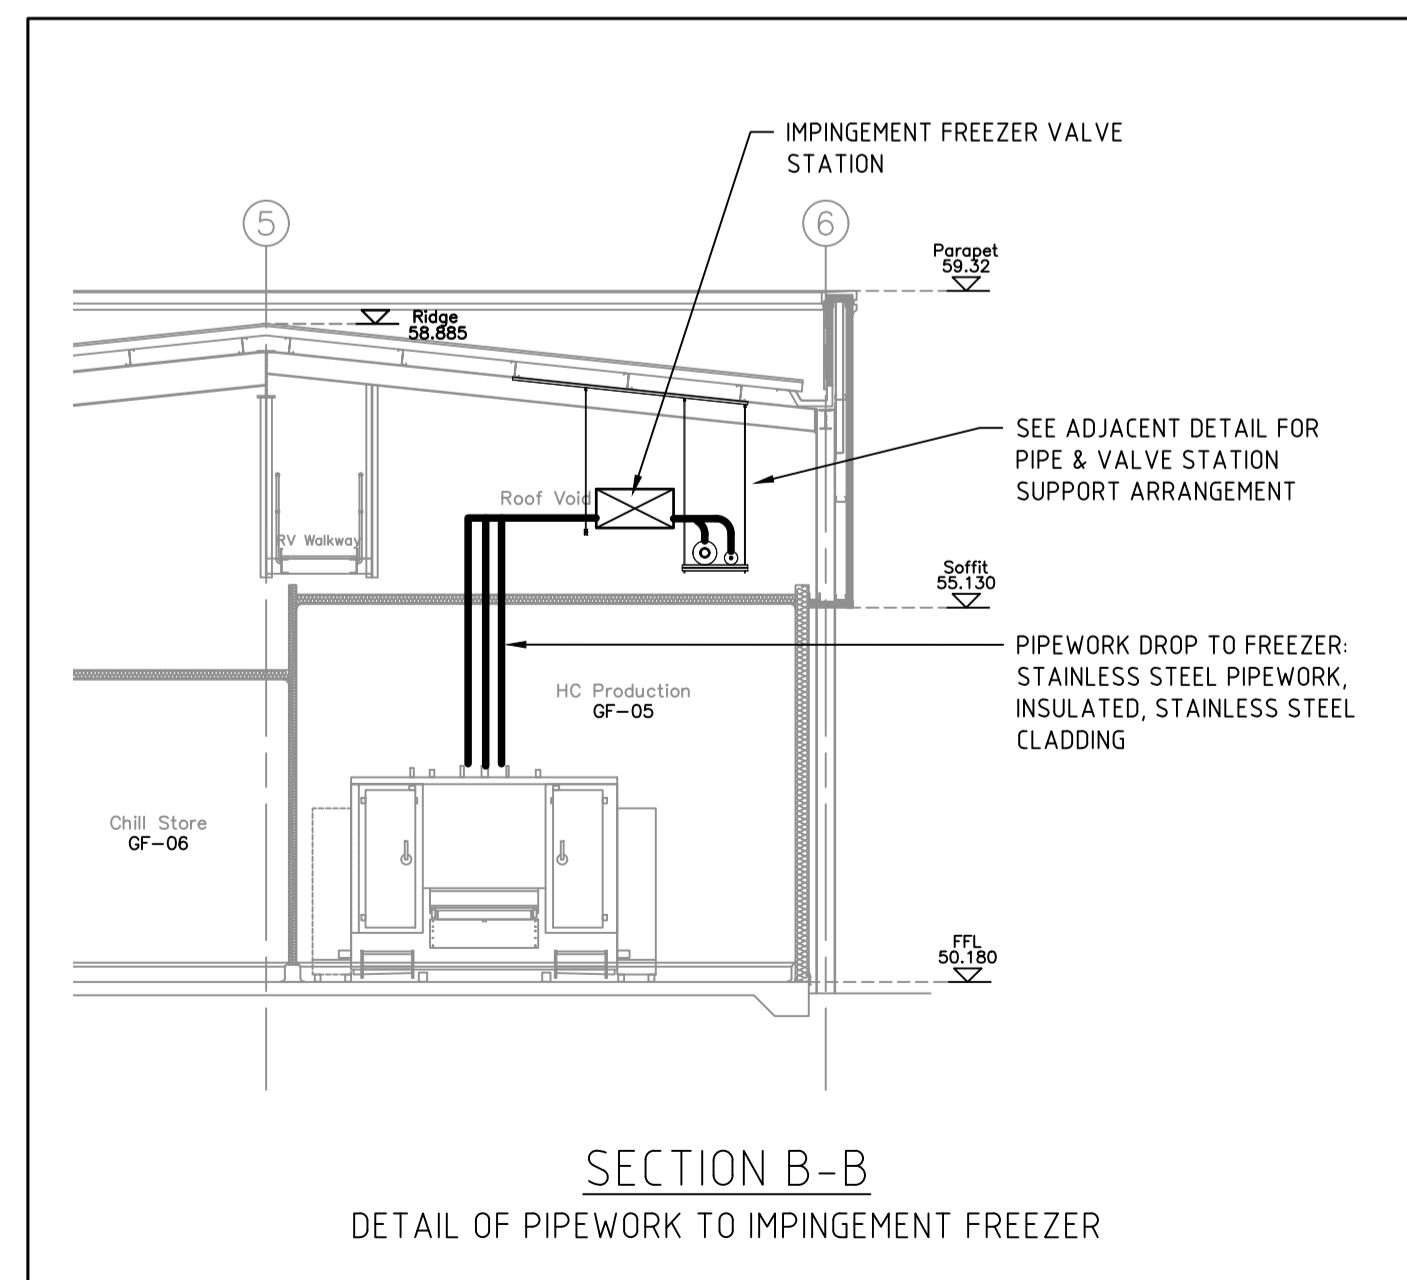 IMPINGEMENT FREEZER VALVE
STATION
5
6
Parapet
59.32
Ridge
58.885
SEE ADJACENT DETAIL FOR
PIPE & VALVE STATION
SUPPORT ARRANGEMENT
Roof Void
RV Walkway
Soffit
55.130
PIPEWORK DROP TO FREEZER:
STAINLESS STEEL PIPEWORK,
INSULATED, STAINLESS STEEL
CLADDING
HC Production
GF-05
Chill Store
GF-06
FFL
50.180
SECTION B-B
DETAIL OF PIPEWORK TO IMPINGEMENT FREEZER